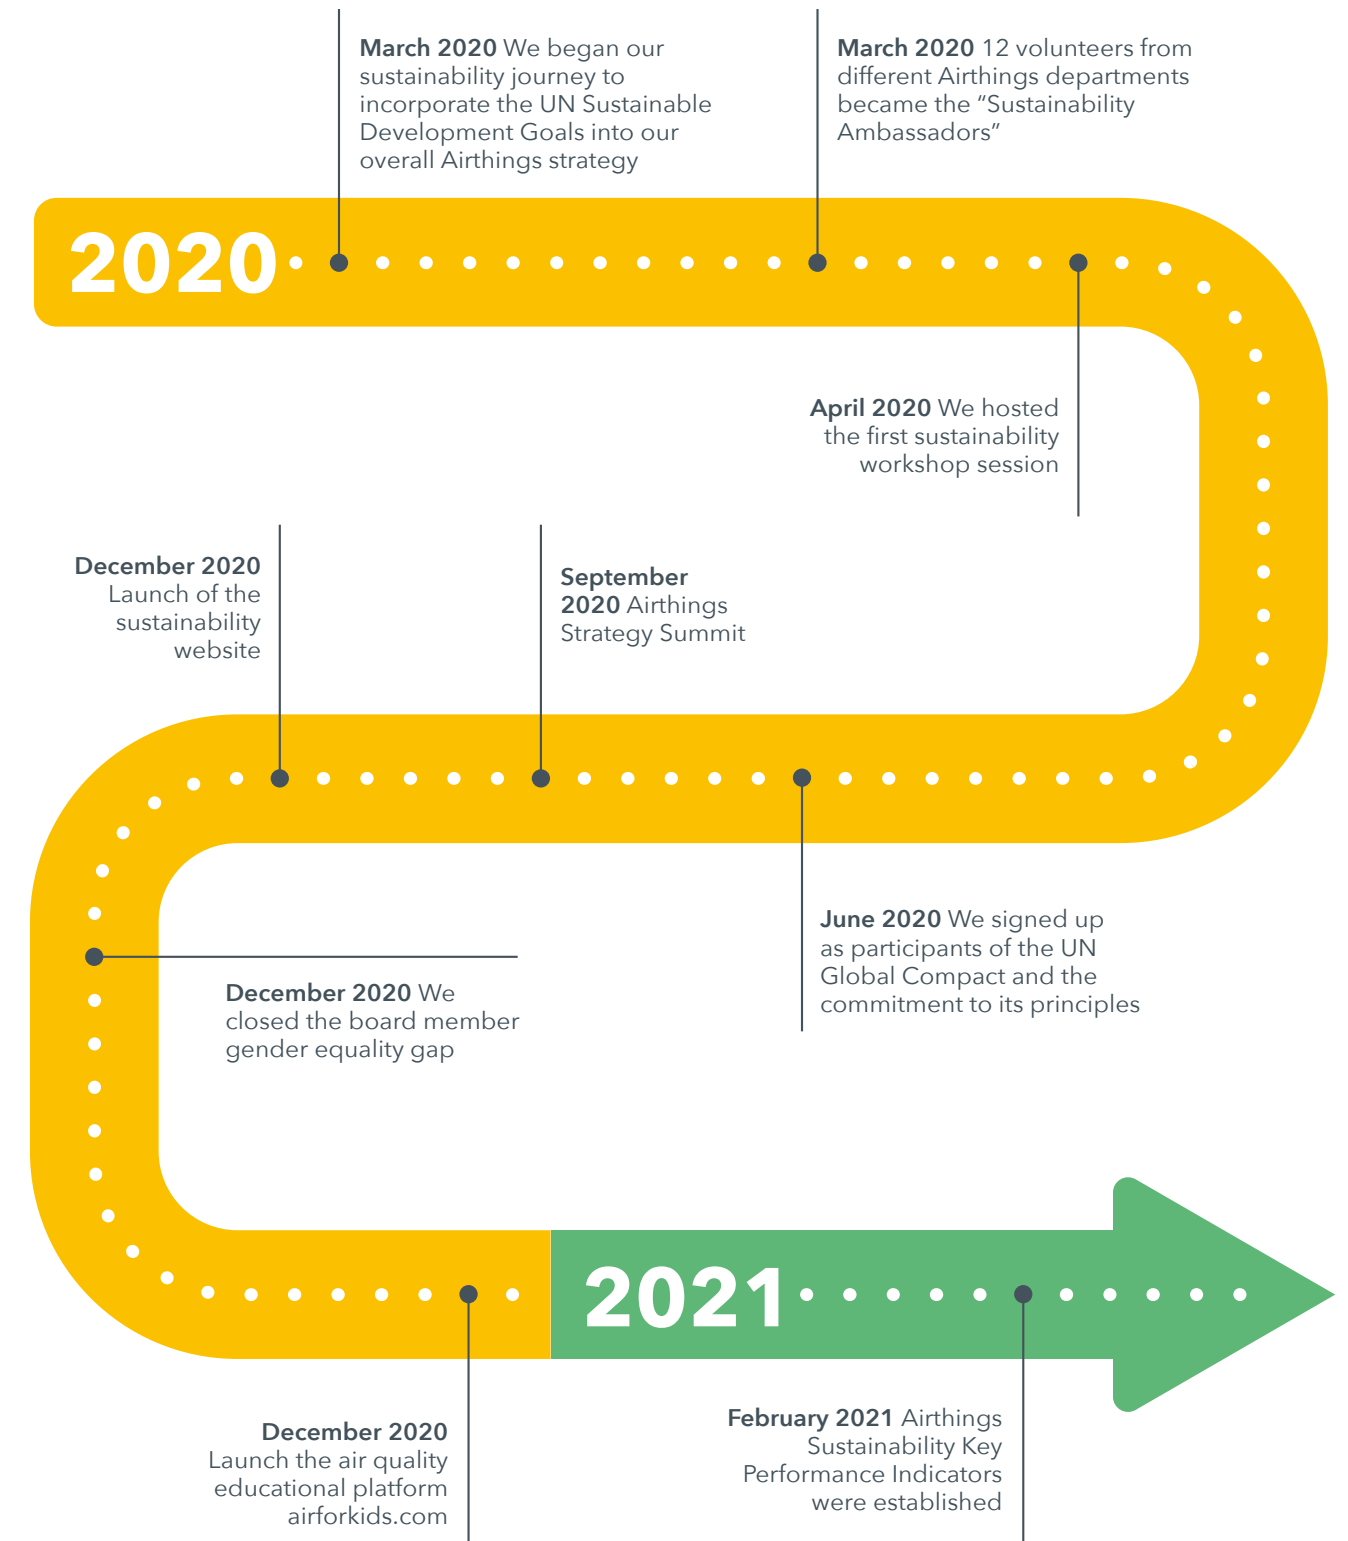 March 2020 We began our
sustainability journey to
incorporate the UN Sustainable
Development Goals into our
overall Airthings strategy
March 2020 12 volunteers from
different Airthings departments
became the “Sustainability
Ambassadors”
2020
April 2020 We hosted
the first sustainability
workshop session
December 2020
Launch of the
sustainability
website
September
2020 Airthings
Strategy Summit
June 2020 We signed up
as participants of the UN
Global Compact and the
commitment to its principles
December 2020 We
closed the board member
gender equality gap
2021
December 2020
Launch the air quality
educational platform
airforkids.com
February 2021 Airthings
Sustainability Key
Performance Indicators
were established